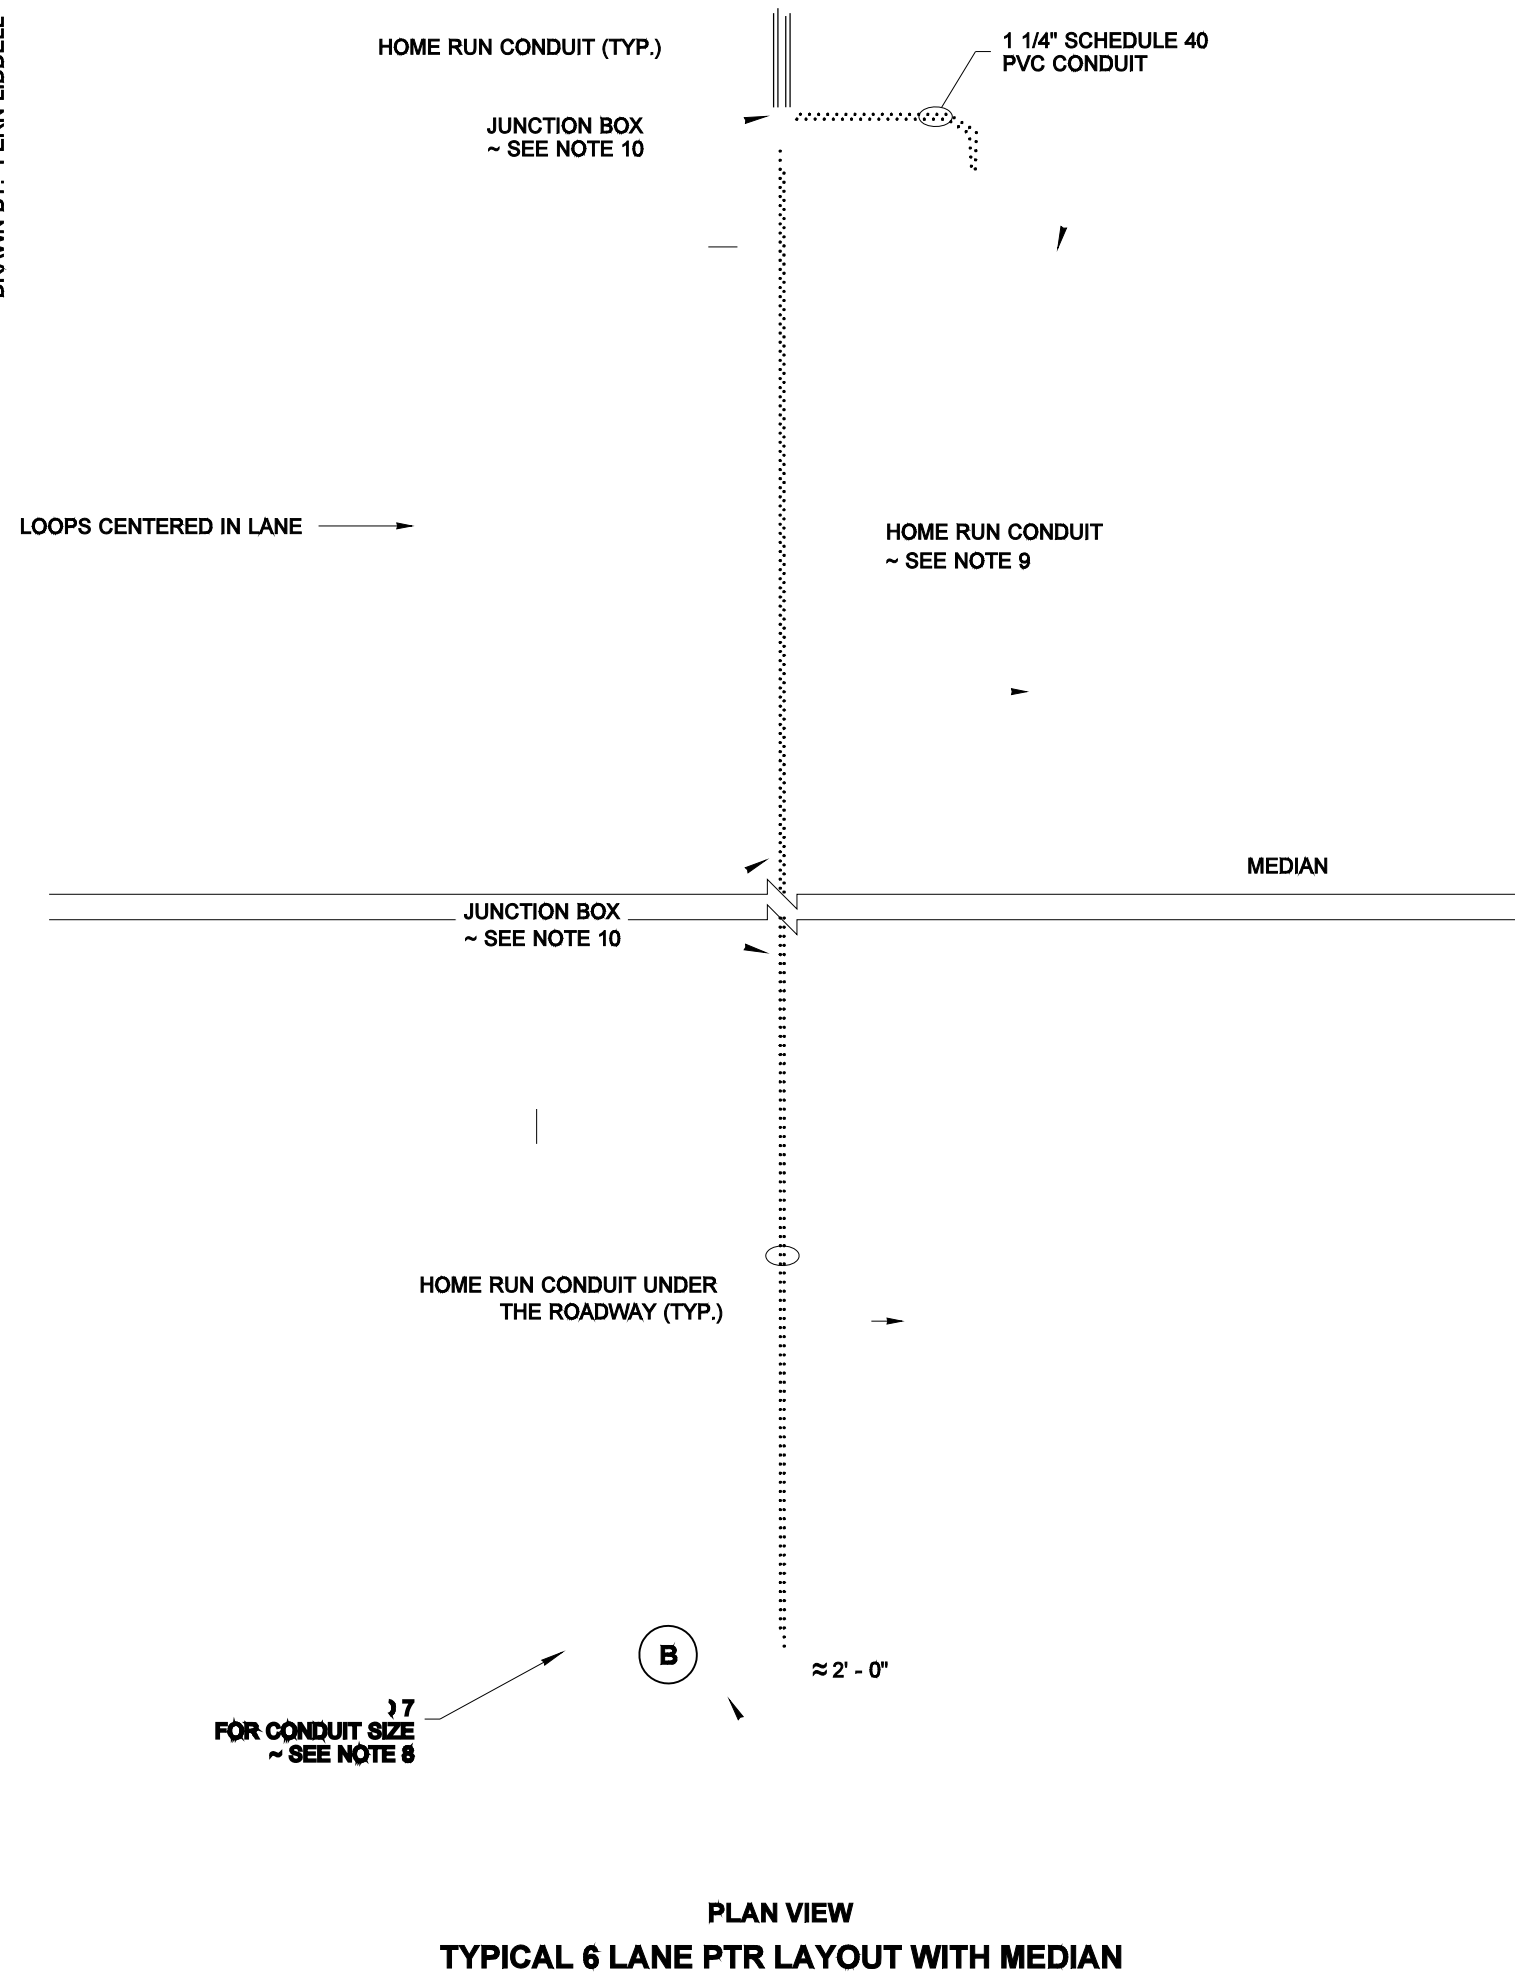 HOME RUN CONDUIT (TYP.)
1 1/4" SCHEDULE 40
PVC CONDUIT
JUNCTION BOX
~ SEE NOTE 10
LOOPS CENTERED IN LANE
HOME RUN CONDUIT
~ SEE NOTE 9
MEDIAN
JUNCTION BOX
~ SEE NOTE 10
HOME RUN CONDUIT UNDER
THE ROADWAY (TYP.)
B
≈ 2' - 0"
7
FOR CONDUIT SIZE
~ SEE NOTE 8
PLAN VIEW
TYPICAL 6 LANE PTR LAYOUT WITH MEDIAN